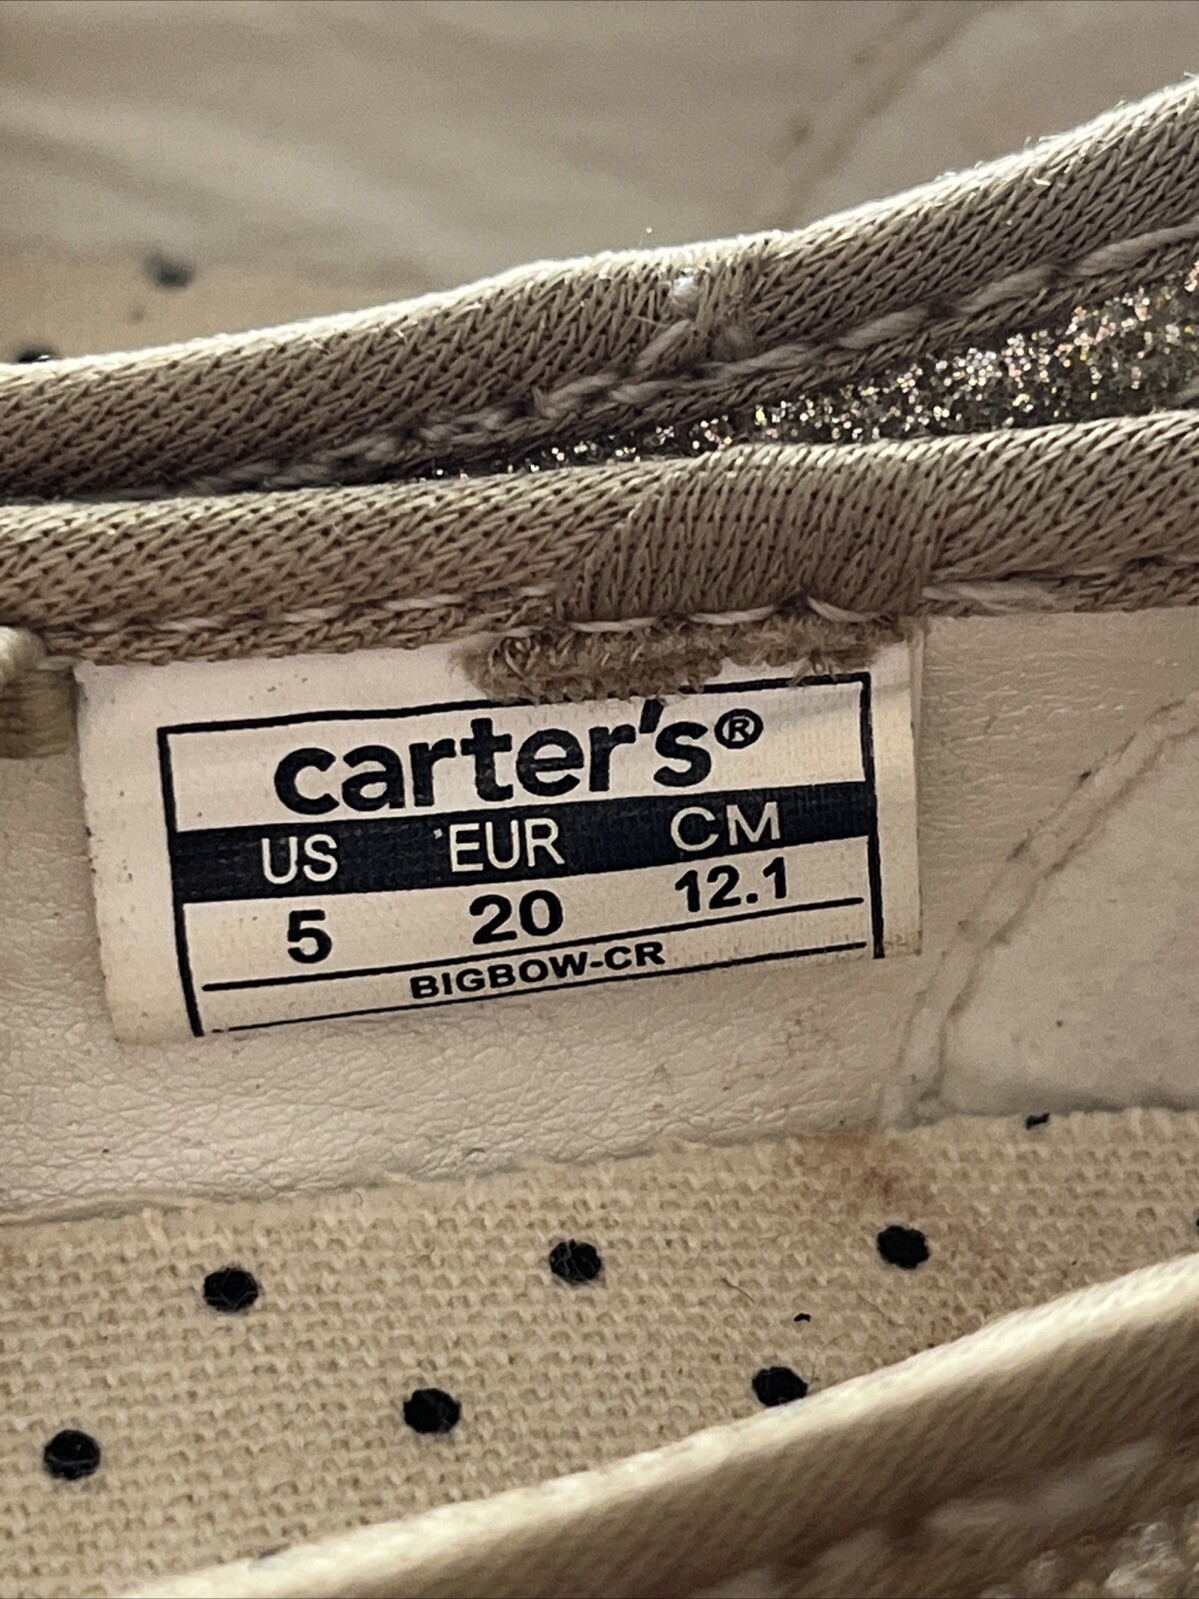 carter's®
US EUR CM
5 20 12.1
BIGBOW-CR